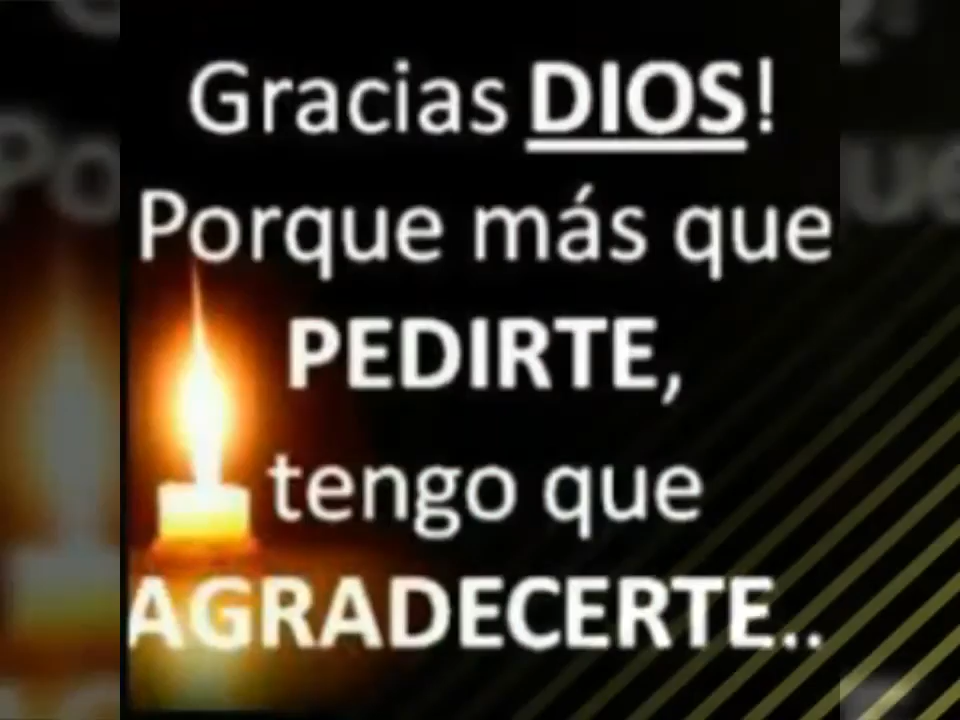 Gracias DIOS!
Porque más que
PEDIRTE,
tengo que
AGRADECERTE..